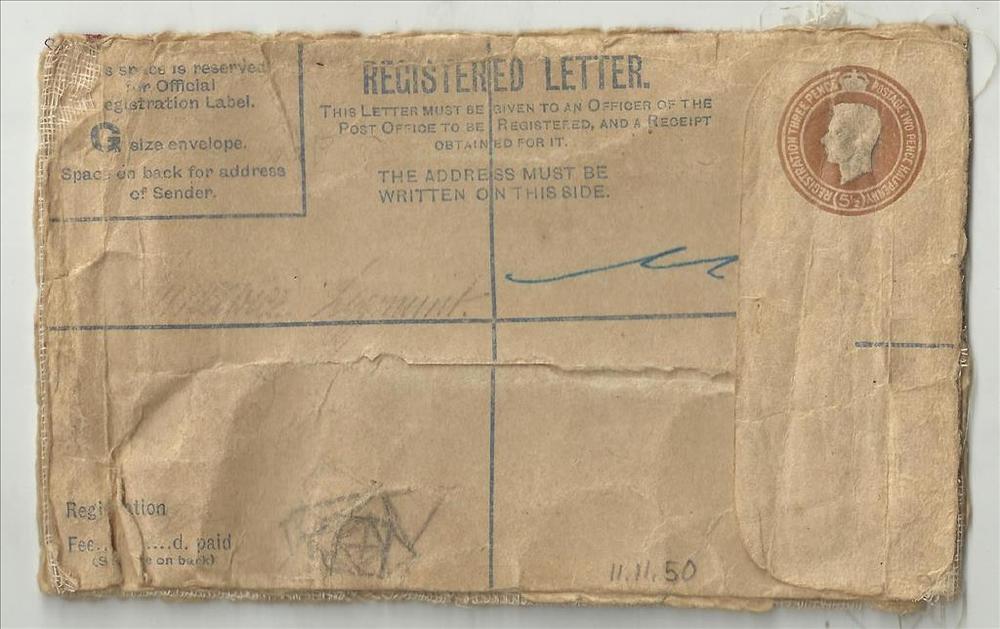 s space is reserved
for Official
egistration Label.
G size envelope.
Space on back for address
of Sender.
REGISTERED LETTER.
THIS LETTER MUST BE GIVEN TO AN OFFICER OF THE
POST OFFICE TO BE REGISTERED, AND A RECEIPT
OBTAINED FOR IT.
THE ADDRESS MUST BE
WRITTEN ON THIS SIDE.
REGISTRATION THREE PENCE POSTAGE TWO PENCE HALFPENNY
(5½)
Regi tration
Fee.. ....d. paid
on back)
11.11.50